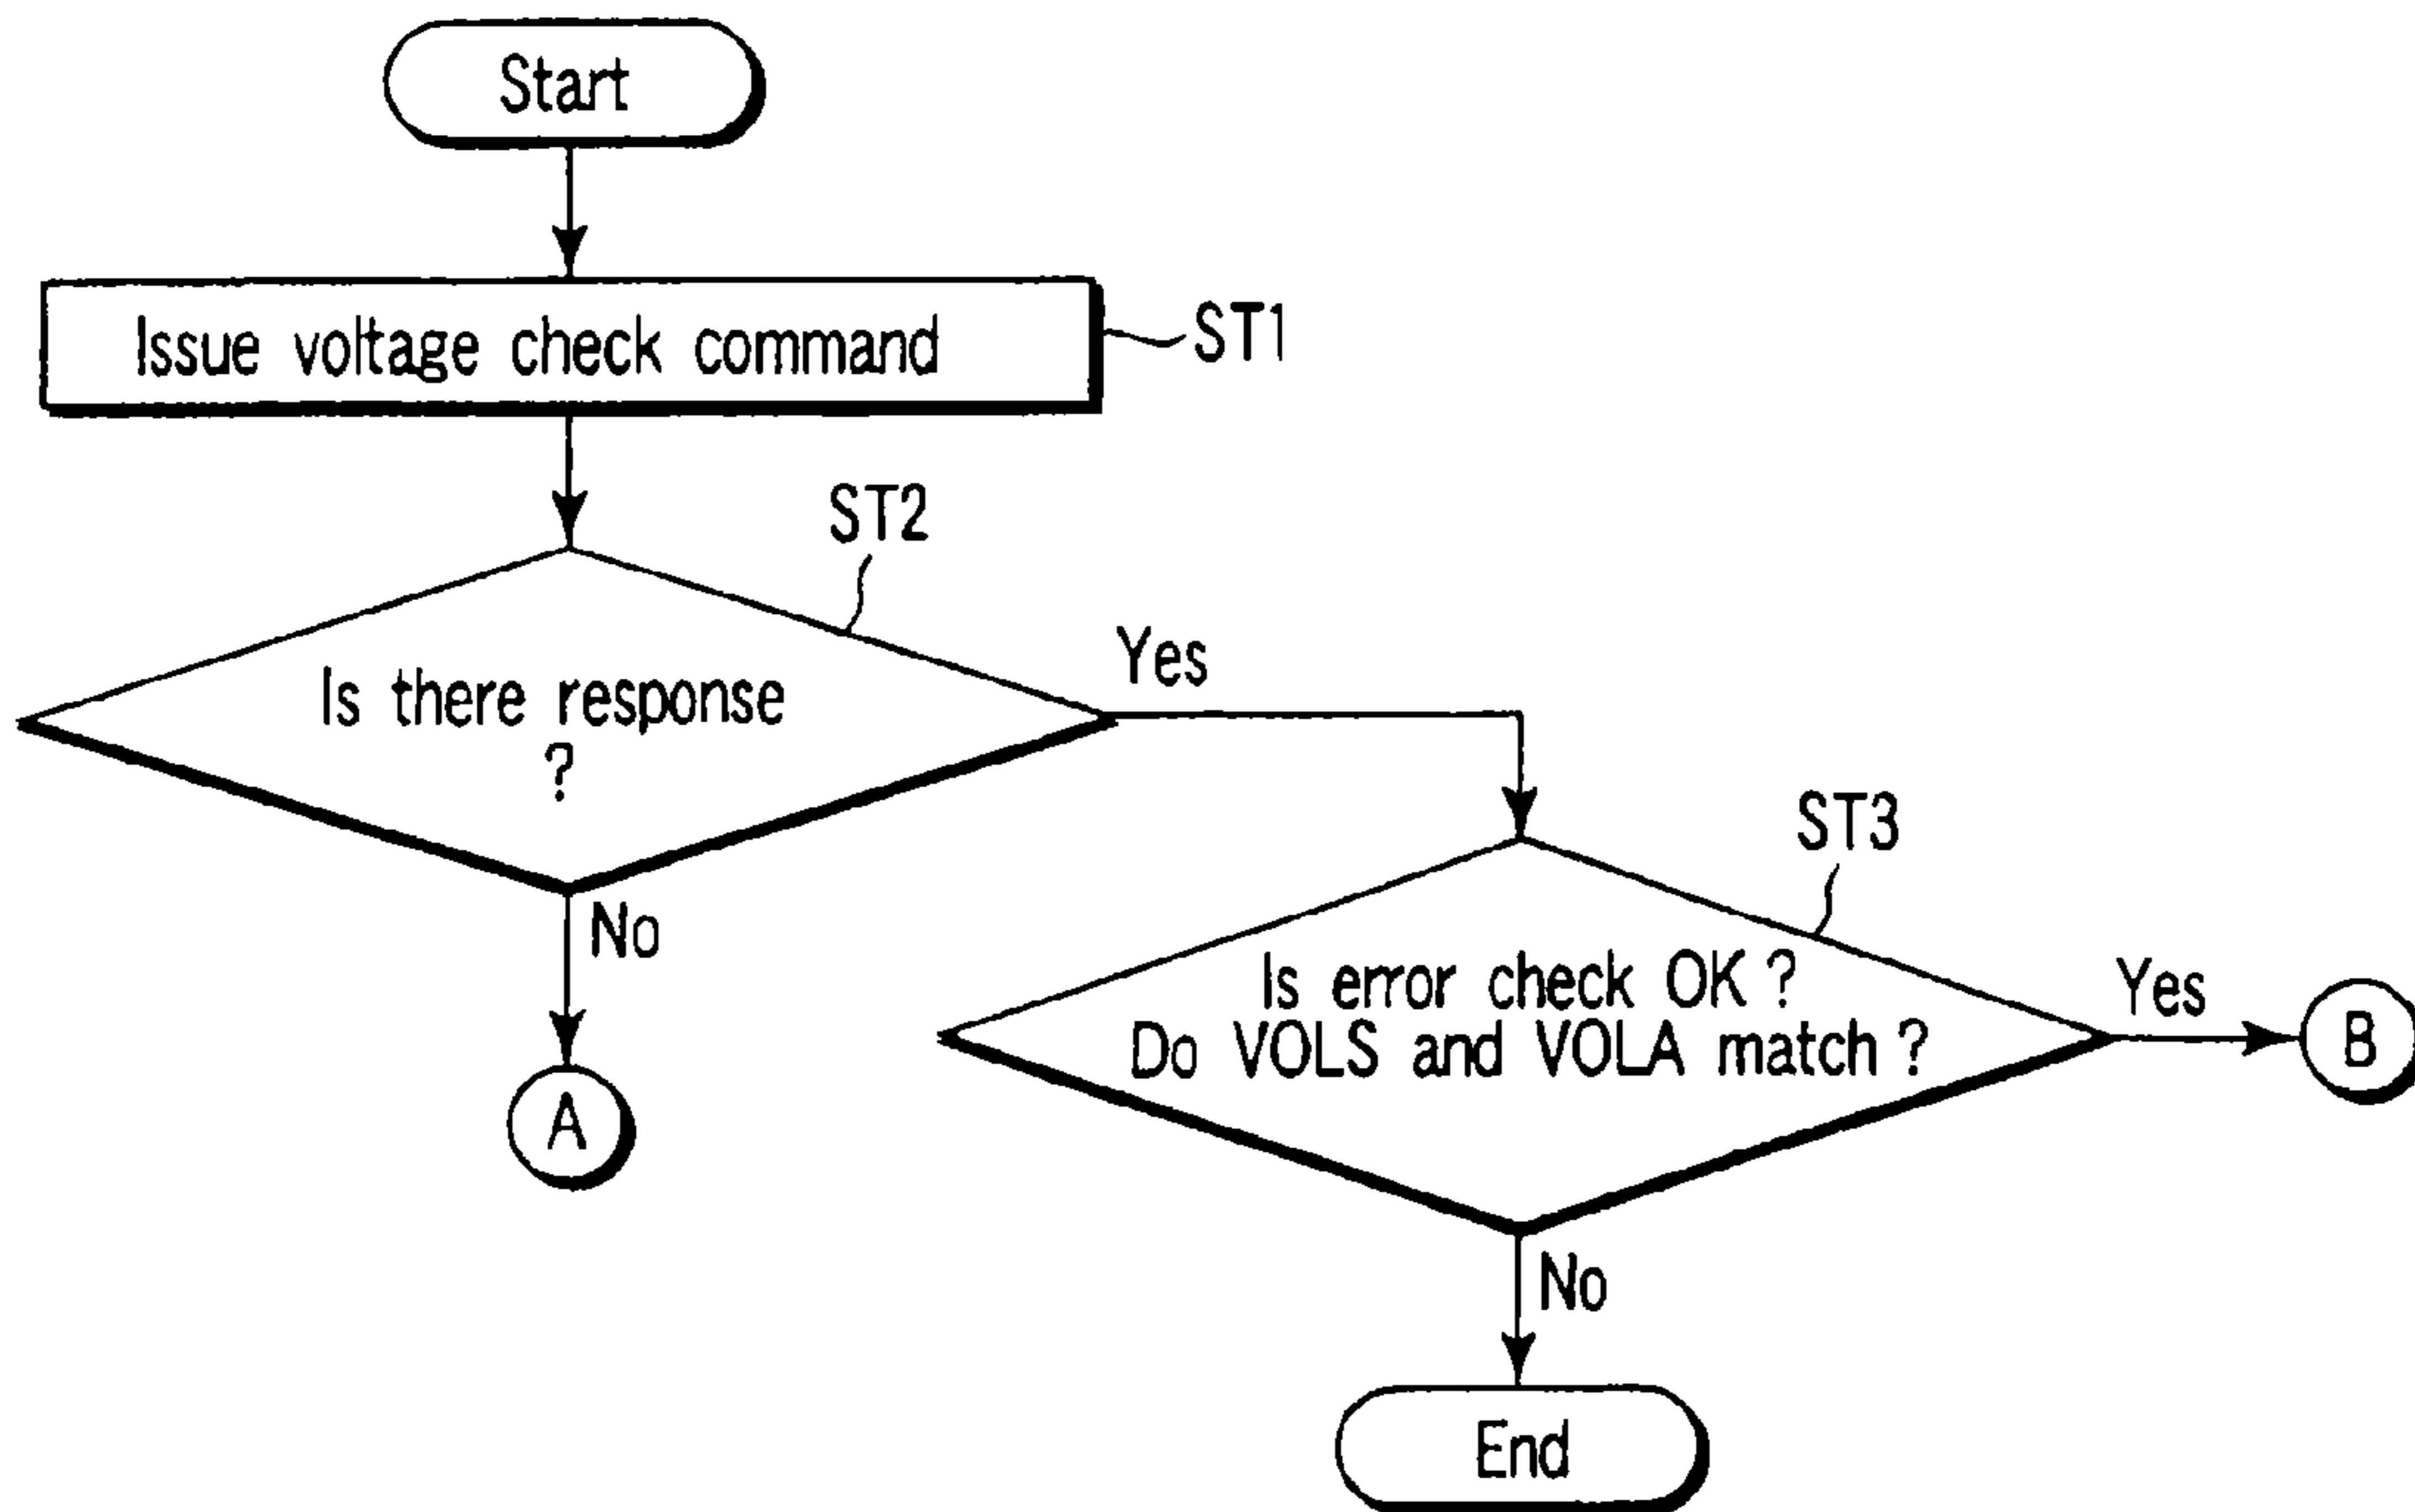 Start
Issue voltage check command
ST1
ST2
Is there response
?
Yes
No
A
ST3
Is error check OK ?
Do VOLS and VOLA match ?
Yes
B
No
End